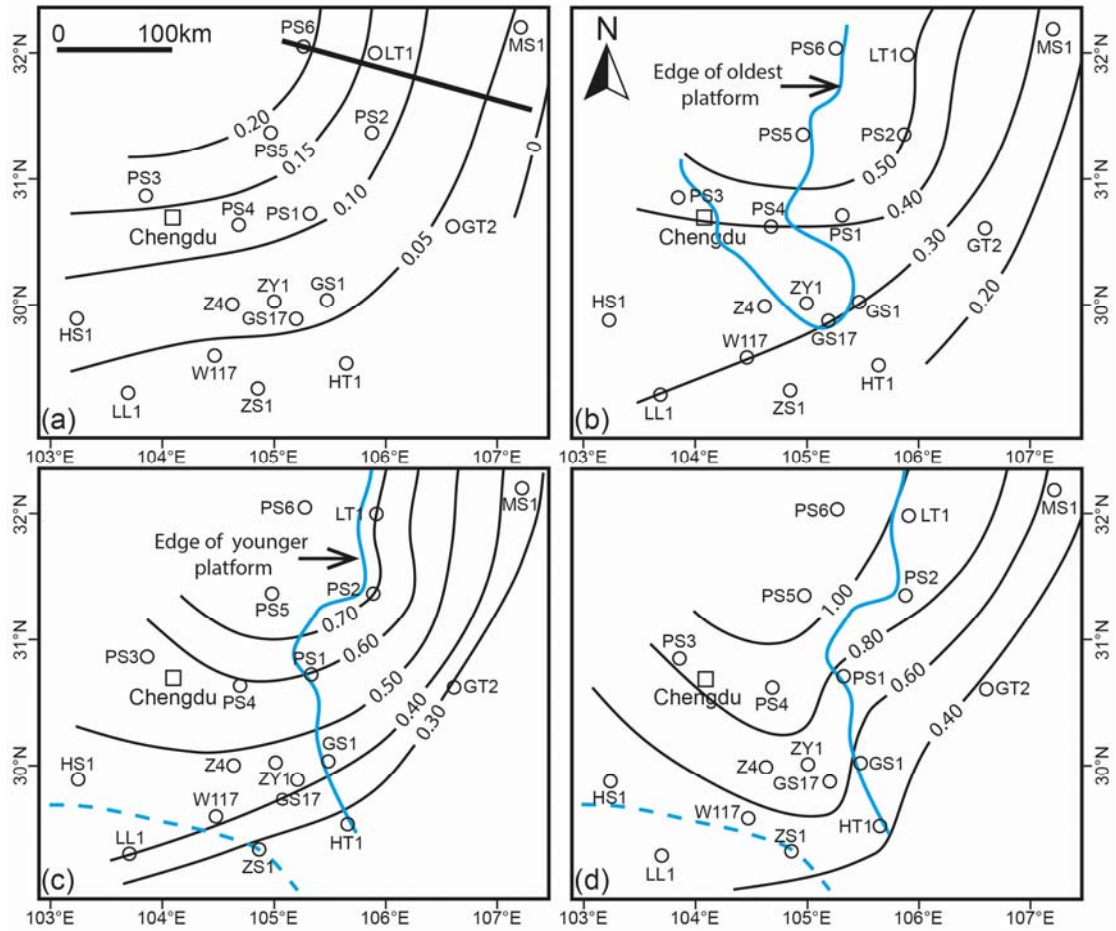 0 100km
PS6
LT1
MS1
32°N
0.20
PS5
PS2
0.15
0
31°N
PS3
0.10
Chengdu
PS4
PS1
GT2
0.05
30°N
HS1
Z4
ZY1
GS17
GS1
W117
HT1
LL1
ZS1
(a)
103°E 104°E 105°E 106°E 107°E
N
PS6
LT1
MS1
32°N
Edge of oldest
platform
PS5
PS2
31°N
0.50
PS3
0.40
Chengdu
PS4
PS1
GT2
0.30
0.20
30°N
HS1
Z4
ZY1
GS17
GS1
W117
HT1
LL1
ZS1
(b)
103°E 104°E 105°E 106°E 107°E
PS6
LT1
MS1
32°N
Edge of younger
platform
PS5
PS2
0.70
31°N
0.60
PS3
PS1
Chengdu
PS4
0.50
GT2
0.40
0.30
30°N
HS1
Z4
ZY1
GS17
GS1
W117
HT1
LL1
ZS1
(c)
103°E 104°E 105°E 106°E 107°E
PS6
LT1
MS1
32°N
PS5
PS2
1.00
31°N
0.80
PS3
PS1
0.60
Chengdu
PS4
GT2
0.40
30°N
HS1
Z4
ZY1
GS17
GS1
W117
HT1
ZS1
LL1
(d)
103°E 104°E 105°E 106°E 107°E